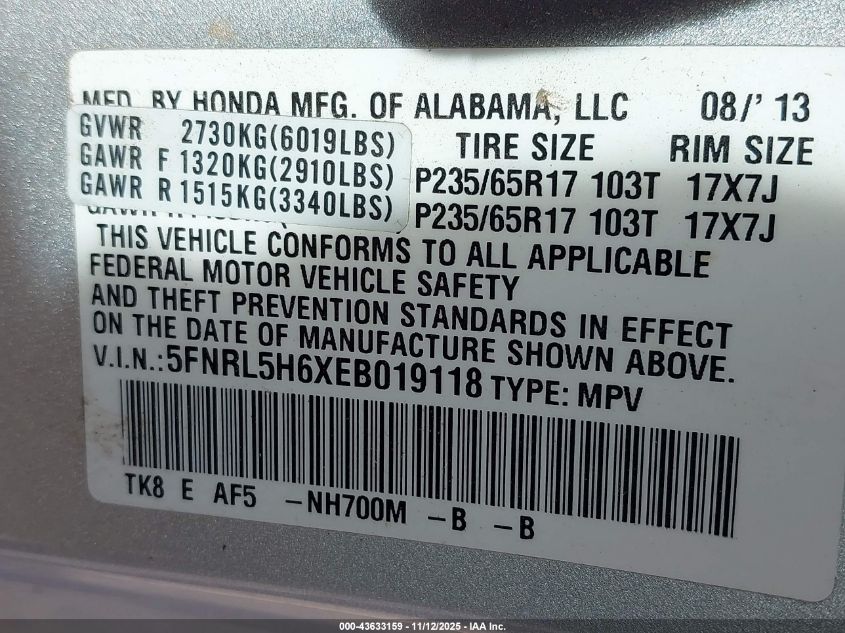 MFD. BY HONDA MFG. OF ALABAMA, LLC 08/' 13
GVWR 2730KG(6019LBS) TIRE SIZE RIM SIZE
GAWR F 1320KG(2910LBS) P235/65R17 103T 17X7J
GAWR R 1515KG(3340LBS) P235/65R17 103T 17X7J
THIS VEHICLE CONFORMS TO ALL APPLICABLE
FEDERAL MOTOR VEHICLE SAFETY
AND THEFT PREVENTION STANDARDS IN EFFECT
ON THE DATE OF MANUFACTURE SHOWN ABOVE.
V.I.N.:5FNRL5H6XEB019118 TYPE: MPV
TK8 E AF5 -NH700M -B -B
000-43633159 - 11/12/2025 - IAA Inc.